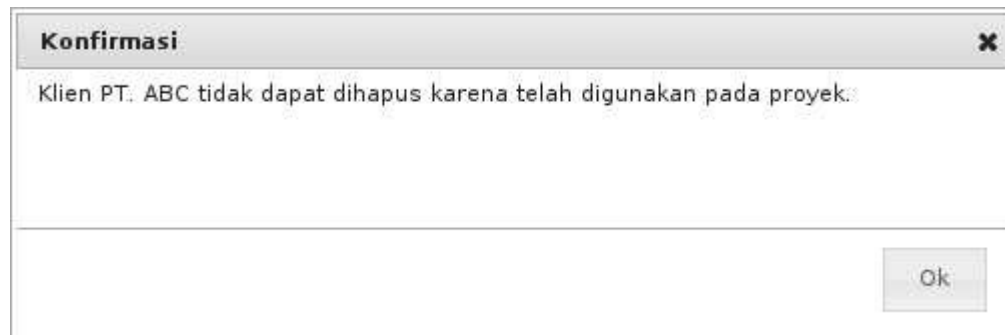 Konfirmasi
Klien PT. ABC tidak dapat dihapus karena telah digunakan pada proyek.
Ok